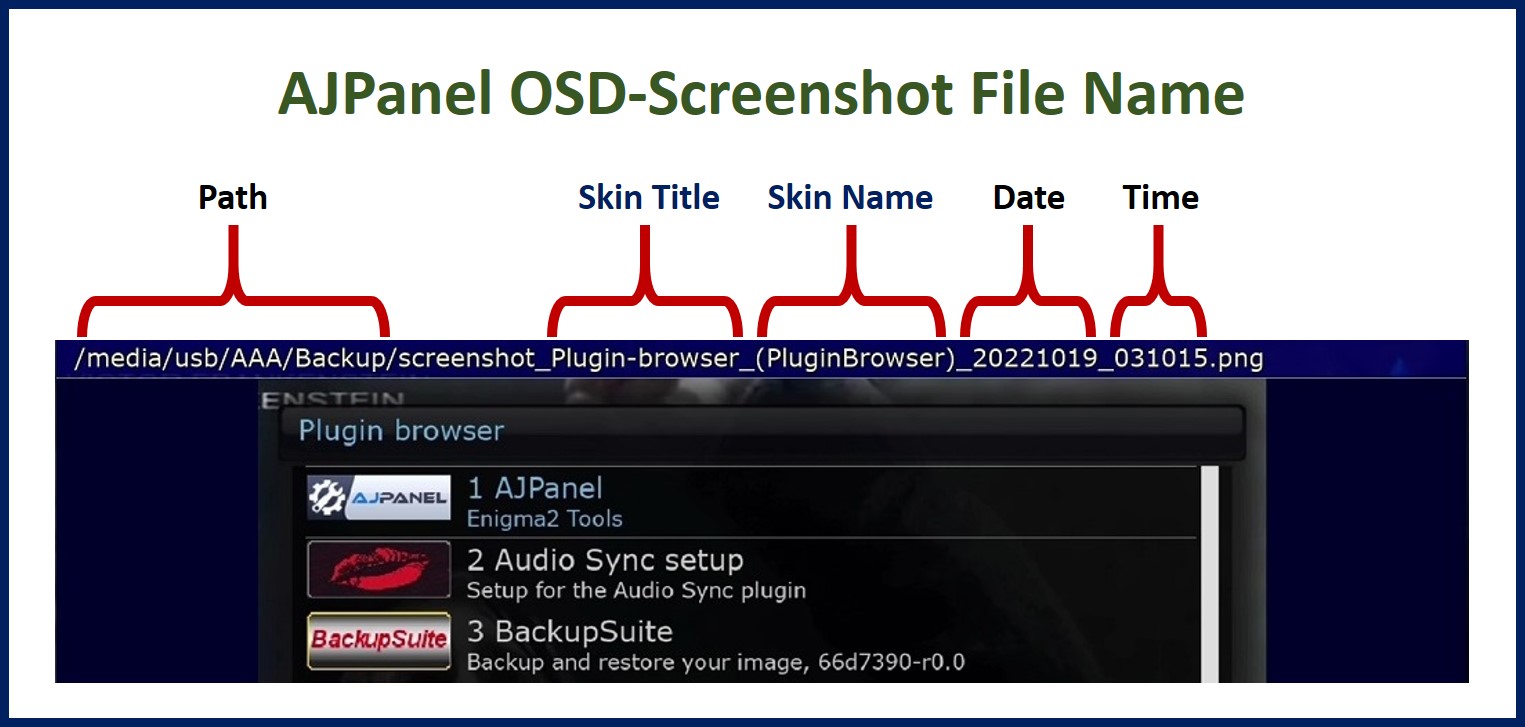 AJPanel OSD-Screenshot File Name
Path Skin Title Skin Name Date Time
/media/usb/AAA/Backup/screenshot_Plugin-browser_(PluginBrowser)_20221019_031015.png
ENSTEIN
Plugin browser
AJPANEL
1 AJPanel
Enigma2 Tools
2 Audio Sync setup
Setup for the Audio Sync plugin
BackupSuite
3 BackupSuite
Backup and restore your image, 66d7390-r0.0